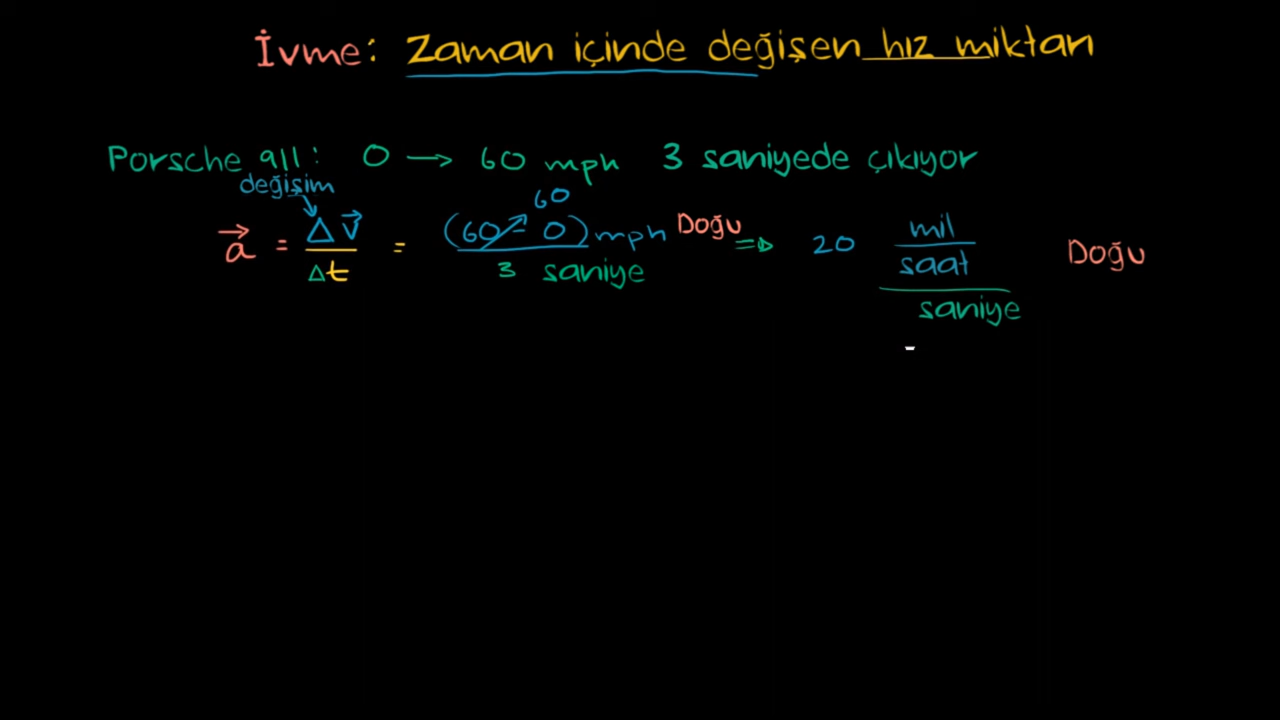 İvme: Zaman içinde değişen hız miktarı
Porsche 911: 0 → 60 mph 3 saniyede çıkıyor
değişim
60
a = Δv / Δt = (60 - 0) mph Doğu / 3 saniye ⇒ 20 mil / saat / saniye Doğu